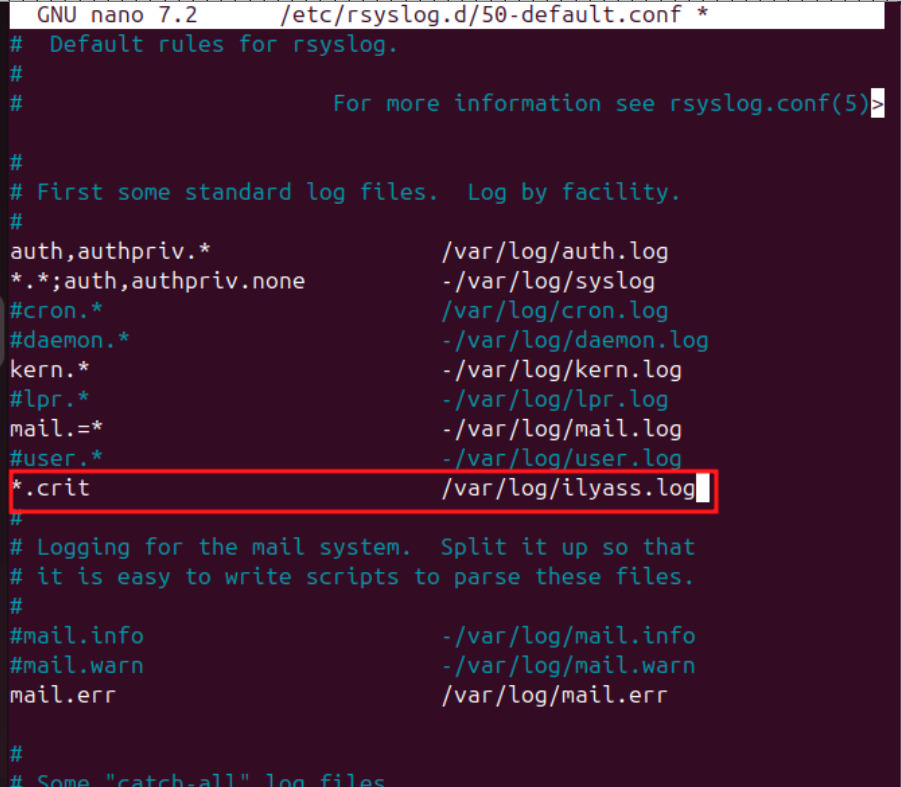 GNU nano 7.2 /etc/rsyslog.d/50-default.conf *
#  Default rules for rsyslog.
#
#                        For more information see rsyslog.conf(5)>
#
# First some standard log files.  Log by facility.
#
auth,authpriv.*                 /var/log/auth.log
*.*;auth,authpriv.none          -/var/log/syslog
#cron.*                         /var/log/cron.log
#daemon.*                       -/var/log/daemon.log
kern.*                          -/var/log/kern.log
#lpr.*                          -/var/log/lpr.log
mail.=*                         -/var/log/mail.log
#user.*                         -/var/log/user.log
*.crit                          /var/log/ilyass.log
#
# Logging for the mail system.  Split it up so that
# it is easy to write scripts to parse these files.
#
#mail.info                      -/var/log/mail.info
#mail.warn                      -/var/log/mail.warn
mail.err                        /var/log/mail.err
#
# Some "catch-all" log files